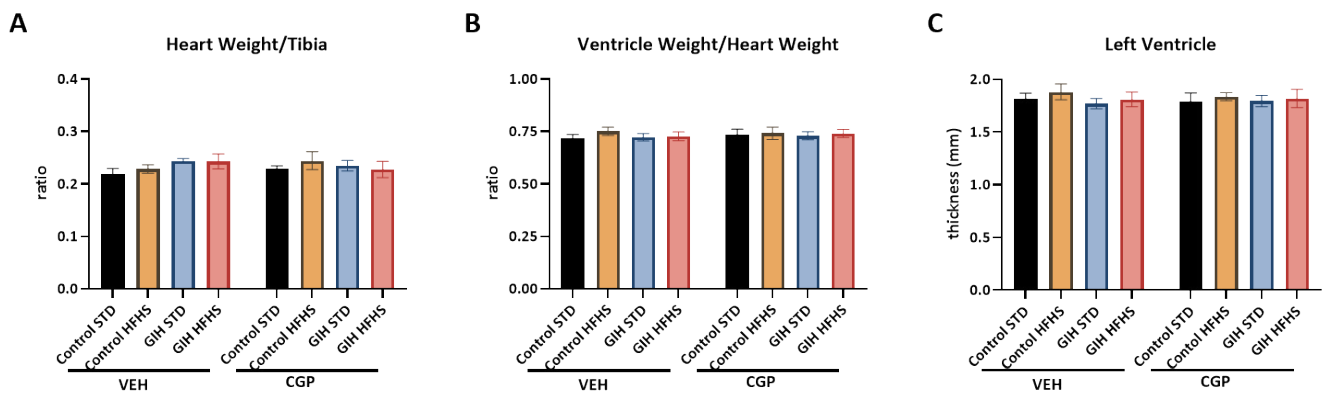 A
Heart Weight/Tibia
ratio
0.4
0.3
0.2
0.1
0.0
Control STD
Control HFHS
GIH STD
GIH HFHS
Control STD
Control HFHS
GIH STD
GIH HFHS
VEH
CGP
B
Ventricle Weight/Heart Weight
ratio
1.00
0.75
0.50
0.25
0.00
Control STD
Control HFHS
GIH STD
GIH HFHS
Control STD
Control HFHS
GIH STD
GIH HFHS
VEH
CGP
C
Left Ventricle
thickness (mm)
2.0
1.5
1.0
0.5
0.0
Control STD
Contol HFHS
GIH STD
GIH HFHS
Control STD
Contol HFHS
GIH STD
GIH HFHS
VEH
CGP